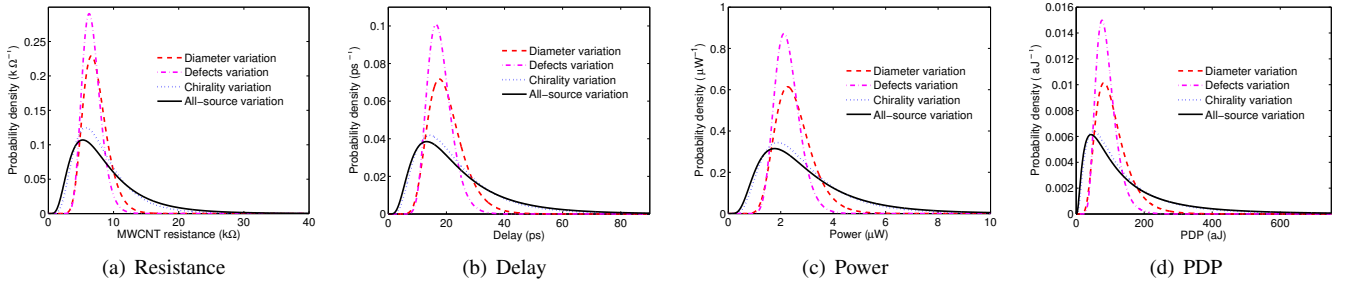 Probability density (k Ω⁻¹)
0.25
0.2
0.15
0.1
0.05
0
0 10 20 30 40
MWCNT resistance (kΩ)
Diameter variation
Defects variation
Chirality variation
All-source variation
(a) Resistance
Probability density (ps⁻¹)
0.1
0.08
0.06
0.04
0.02
0
0 20 40 60 80
Delay (ps)
Diameter variation
Defects variation
Chirality variation
All-source variation
(b) Delay
Probability density (μW⁻¹)
1
0.8
0.6
0.4
0.2
0
0 2 4 6 8 10
Power (μW)
Diameter variation
Defects variation
Chirality variation
All-source variation
(c) Power
Probability density ( aJ⁻¹)
0.016
0.014
0.012
0.01
0.008
0.006
0.004
0.002
0
0 200 400 600
PDP (aJ)
Diameter variation
Defects variation
Chirality variation
All-source variation
(d) PDP